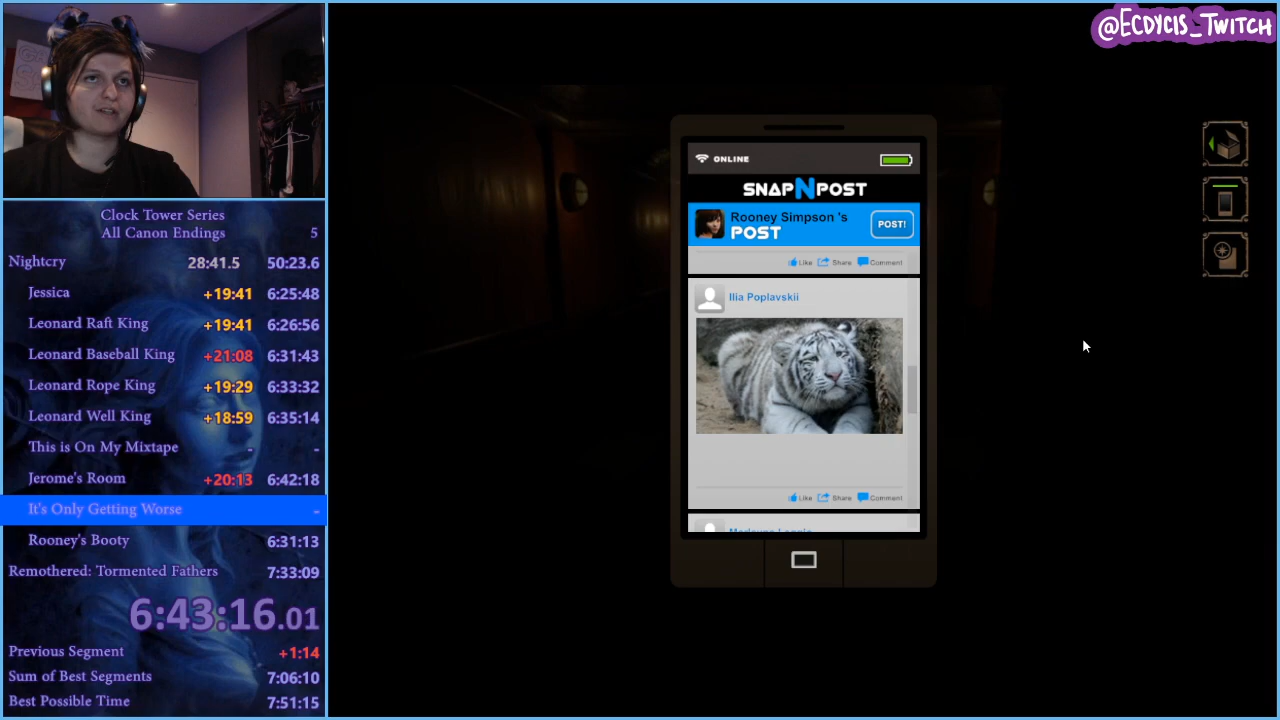 @ECDYCIS_TWITCH
Clock Tower Series
All Canon Endings 5
Nightcry 28:41.5 50:23.6
Jessica +19:41 6:25:48
Leonard Raft King +19:41 6:26:56
Leonard Baseball King +21:08 6:31:43
Leonard Rope King +19:29 6:33:32
Leonard Well King +18:59 6:35:14
This is On My Mixtape - -
Jerome's Room +20:13 6:42:18
It's Only Getting Worse -
Rooney's Booty 6:31:13
Remothered: Tormented Fathers 7:33:09
6:43:16.01
Previous Segment +1:14
Sum of Best Segments 7:06:10
Best Possible Time 7:51:15
ONLINE
SNAPNPOST
Rooney Simpson 's
POST
POST!
Like Share Comment
Ilia Poplavskii
Like Share Comment